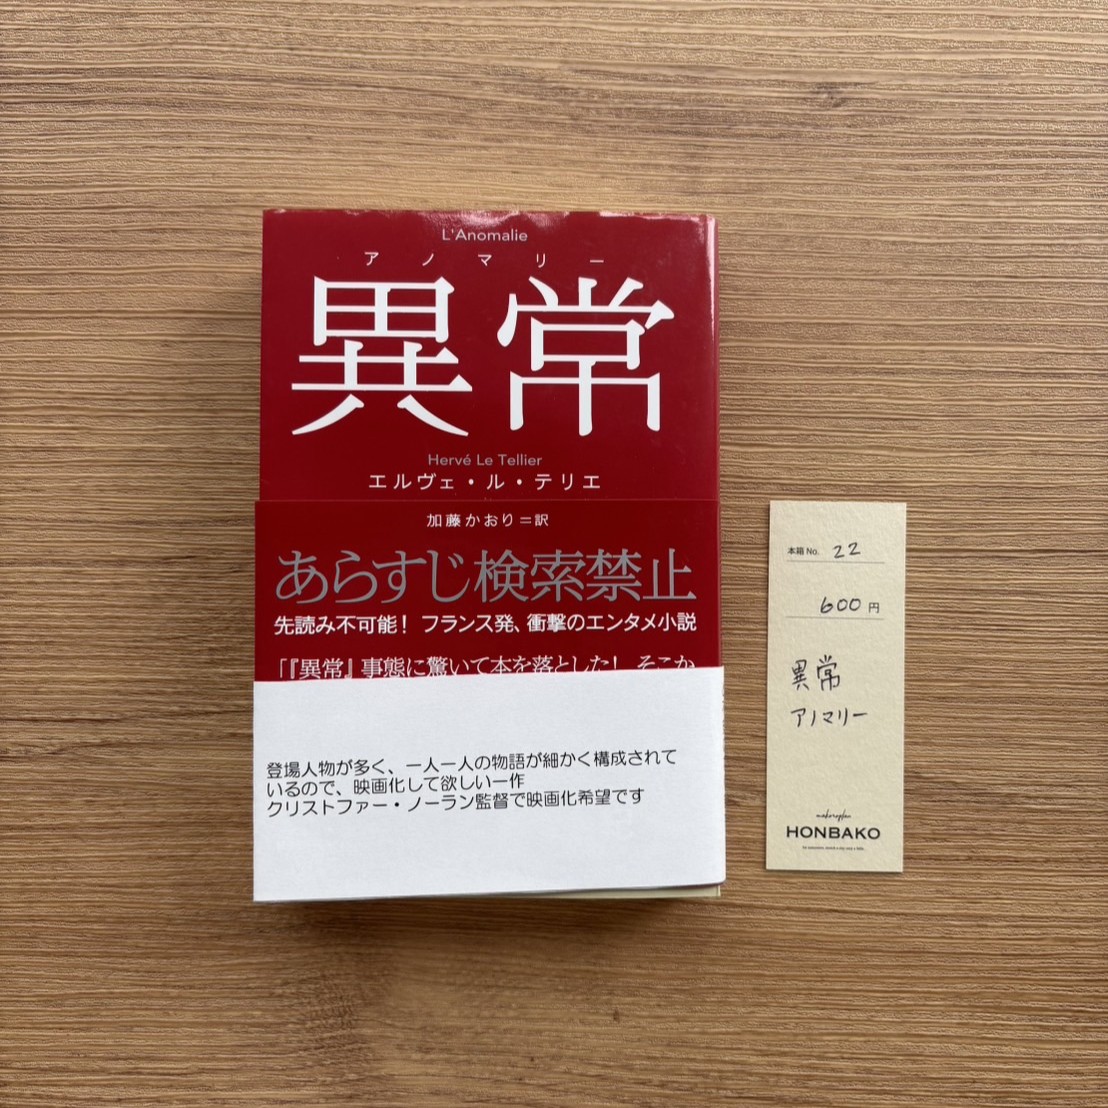 L'Anomalie
アノマリー
異常
Hervé Le Tellier
エルヴェ・ル・テリエ
加藤かおり＝訳
あらすじ検索禁止
先読み不可能！ フランス発、衝撃のエンタメ小説
「『異常』事態に驚いて本を落とした！ そこか
登場人物が多く、一人一人の物語が細かく構成されて
いるので、映画化して欲しい一作
クリストファー・ノーラン監督で映画化希望です
本箱 No. 22
600 円
異常
アノマリー
HONBAKO